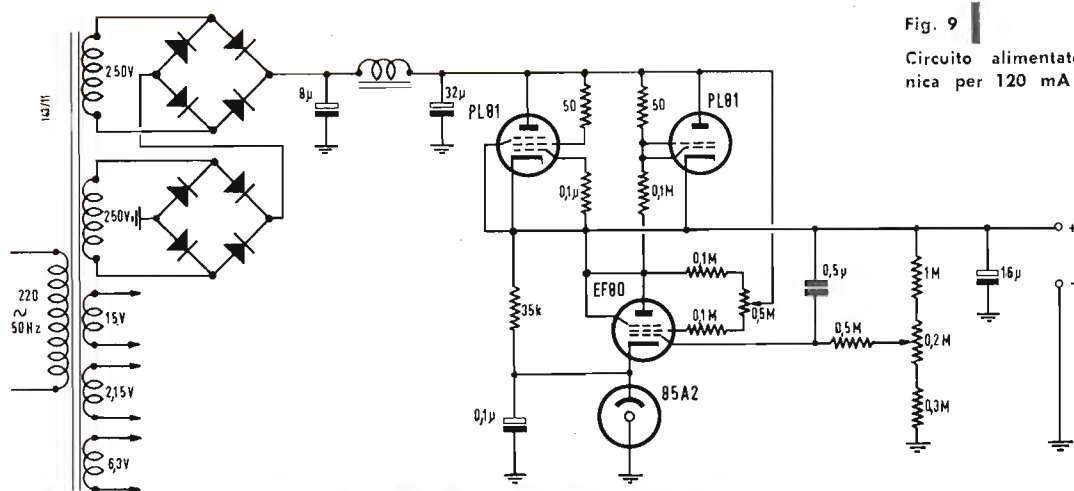 Fig. 9
Circuito alimentat
nica per 120 mA
143/11
250V
8µ
32µ
PL81
50
50
PL81
0,1µ
0,1M
250V
220
~
50Hz
15V
2,15V
6,3V
35k
EF80
0,1M
0,5M
0,1M
0,5µ
0,5M
1M
0,2M
0,3M
16µ
+
-
0,1µ
85A2